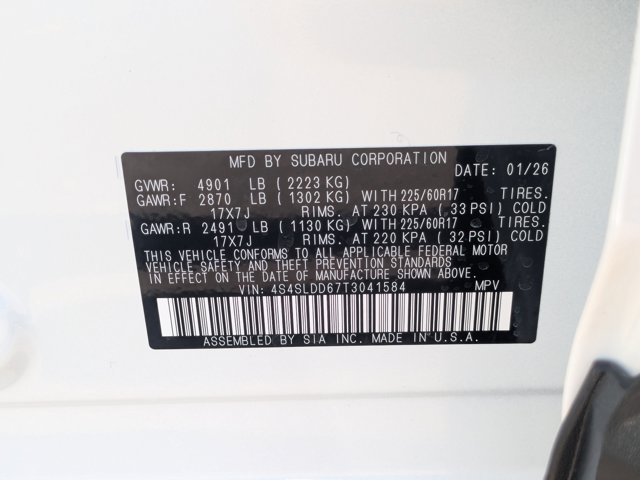 MFD BY SUBARU CORPORATION
DATE: 01/26
GVWR: 4901 LB ( 2223 KG)
GAWR:F 2870 LB ( 1302 KG) WITH 225/60R17 TIRES.
17X7J RIMS. AT 230 KPA ( 33 PSI) COLD
GAWR:R 2491 LB ( 1130 KG) WITH 225/60R17 TIRES.
17X7J RIMS. AT 220 KPA ( 32 PSI) COLD
THIS VEHICLE CONFORMS TO ALL APPLICABLE FEDERAL MOTOR
VEHICLE SAFETY AND THEFT PREVENTION STANDARDS
IN EFFECT ON THE DATE OF MANUFACTURE SHOWN ABOVE.
VIN: 4S4SLDD67T3041584 MPV
ASSEMBLED BY SIA INC. MADE IN U.S.A.